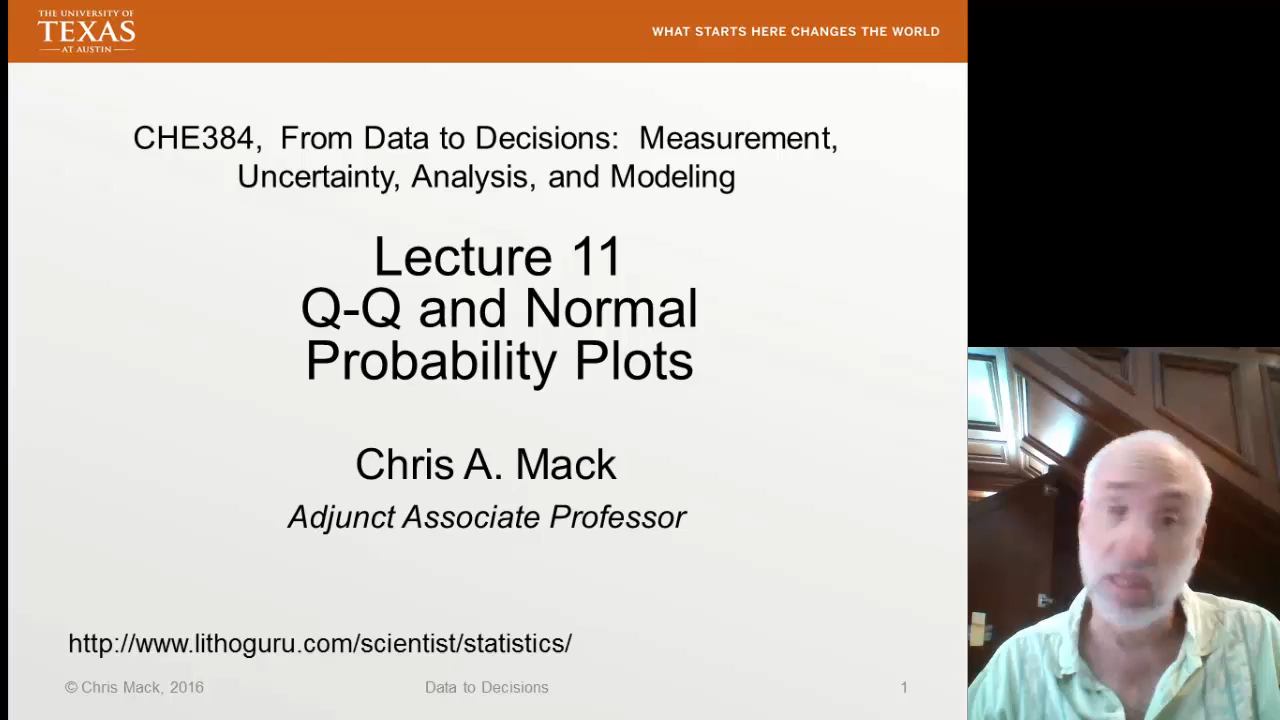 THE UNIVERSITY OF
TEXAS
AT AUSTIN
WHAT STARTS HERE CHANGES THE WORLD
CHE384, From Data to Decisions: Measurement,
Uncertainty, Analysis, and Modeling
Lecture 11
Q-Q and Normal
Probability Plots
Chris A. Mack
Adjunct Associate Professor
http://www.lithoguru.com/scientist/statistics/
© Chris Mack, 2016
Data to Decisions
1